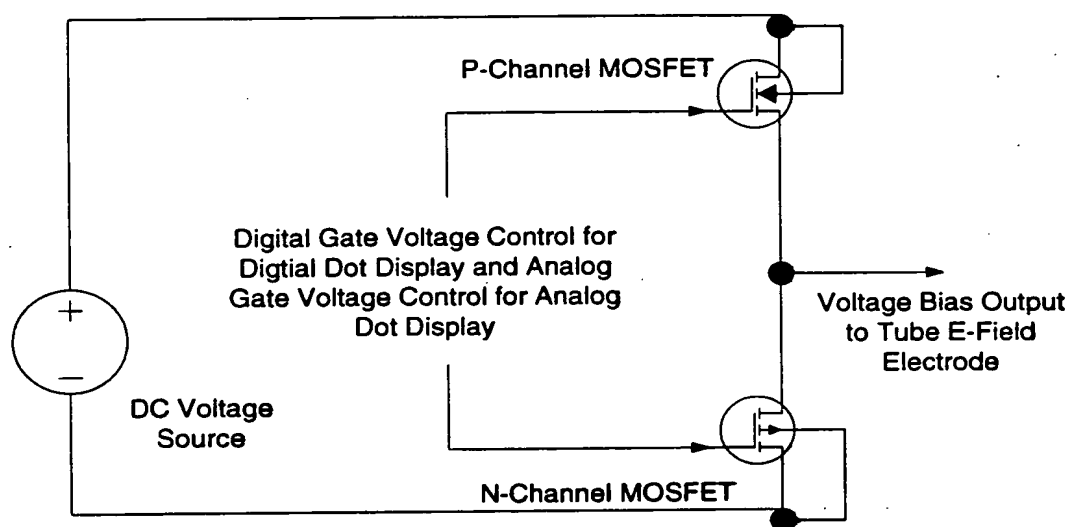 P-Channel MOSFET
Digital Gate Voltage Control for
Digtial Dot Display and Analog
Gate Voltage Control for Analog
Dot Display
+
−
Voltage Bias Output
to Tube E-Field
Electrode
DC Voltage
Source
N-Channel MOSFET